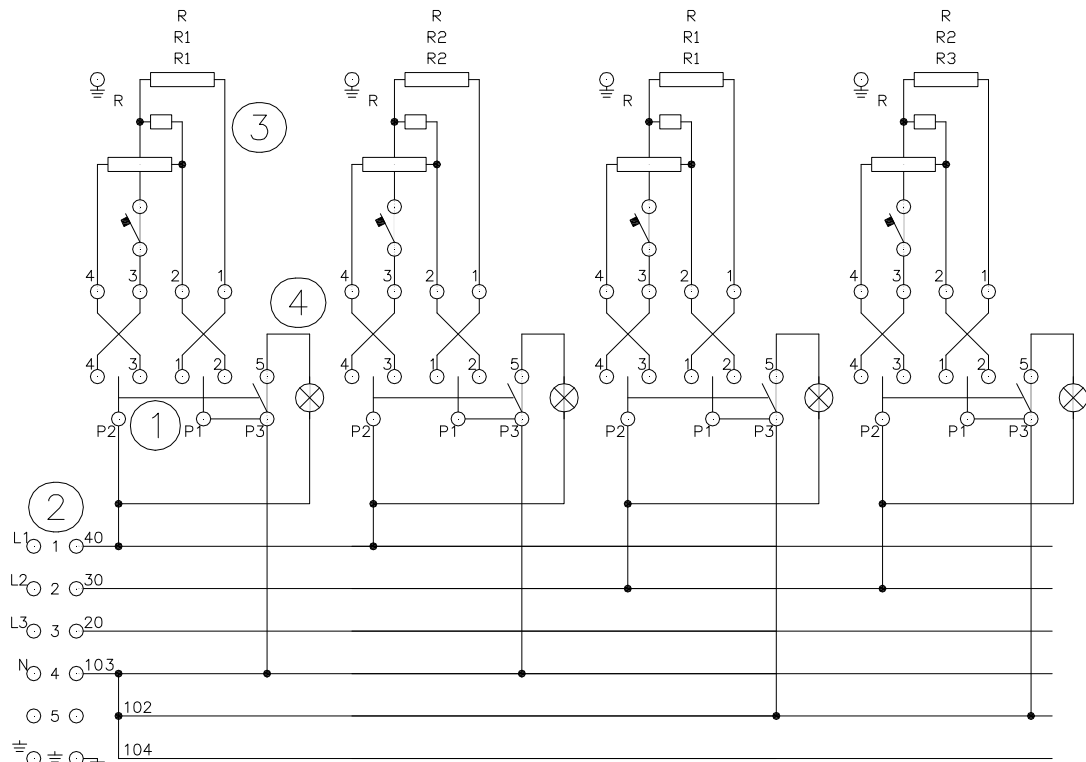 R R R R
R1 R2 R1 R2
R1 R2 R1 R3
R R R R
3
4 3 2 1 4 3 2 1 4 3 2 1 4 3 2 1
4
4 3 1 2 5 4 3 1 2 5 4 3 1 2 5 4 3 1 2 5
P2 1 P1 P3 P2 P1 P3 P2 P1 P3 P2 P1 P3
2
L1 1 40
L2 2 30
L3 3 20
N 4 103
5 102
104